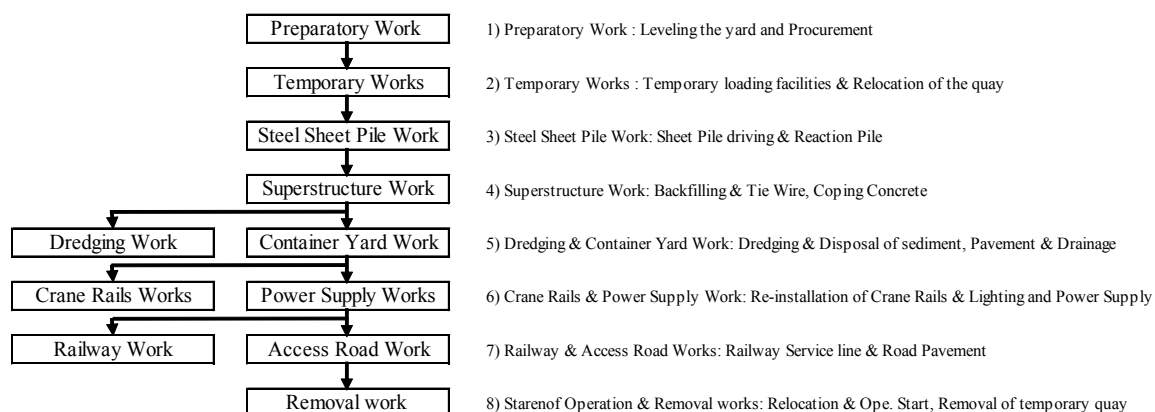 Preparatory Work 1) Preparatory Work : Leveling the yard and Procurement
Temporary Works 2) Temporary Works : Temporary loading facilities & Relocation of the quay
Steel Sheet Pile Work 3) Steel Sheet Pile Work: Sheet Pile driving & Reaction Pile
Superstructure Work 4) Superstructure Work: Backfilling & Tie Wire, Coping Concrete
Dredging Work Container Yard Work 5) Dredging & Container Yard Work: Dredging & Disposal of sediment, Pavement & Drainage
Crane Rails Works Power Supply Works 6) Crane Rails & Power Supply Work: Re-installation of Crane Rails & Lighting and Power Supply
Railway Work Access Road Work 7) Railway & Access Road Works: Railway Service line & Road Pavement
Removal work 8) Starenof Operation & Removal works: Relocation & Ope. Start, Removal of temporary quay